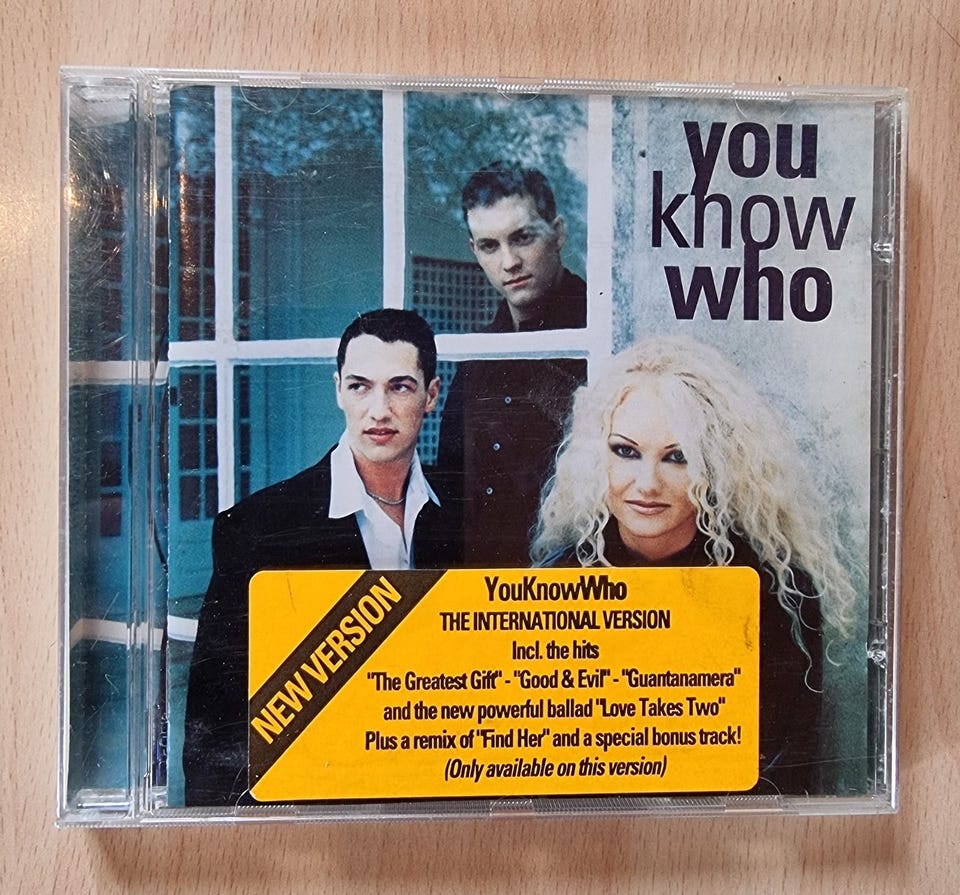 you
know
who
NEW VERSION
YouKnowWho
THE INTERNATIONAL VERSION
Incl. the hits
"The Greatest Gift" - "Good & Evil" - "Guantanamera"
and the new powerful ballad "Love Takes Two"
Plus a remix of "Find Her" and a special bonus track!
(Only available on this version)